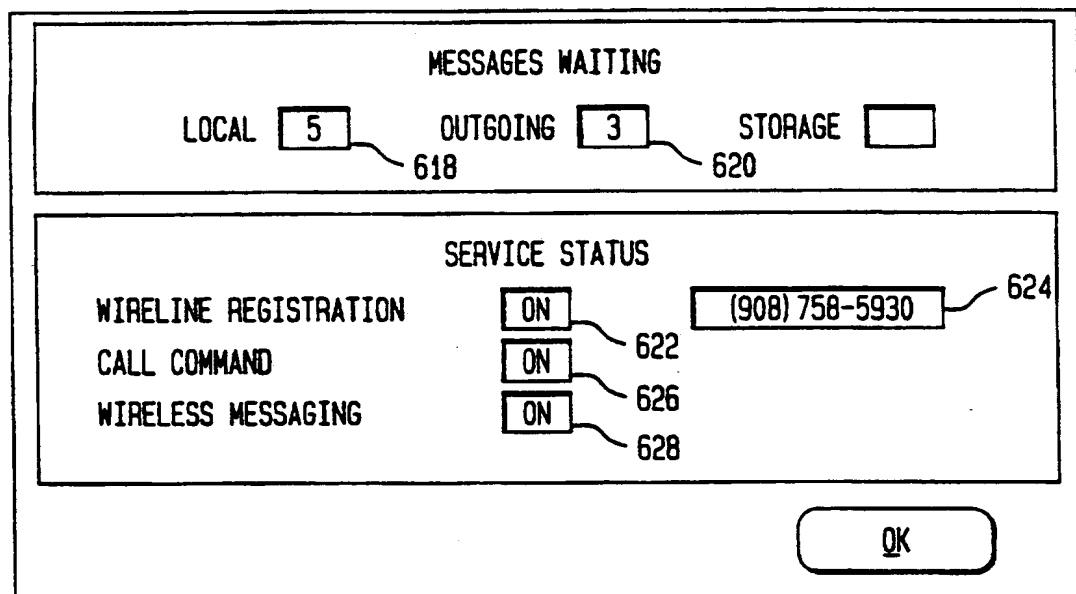 MESSAGES WAITING
LOCAL 5 OUTGOING 3 STORAGE
618 620
SERVICE STATUS
WIRELINE REGISTRATION ON (908) 758-5930 624
622
CALL COMMAND ON
626
WIRELESS MESSAGING ON
628
OK